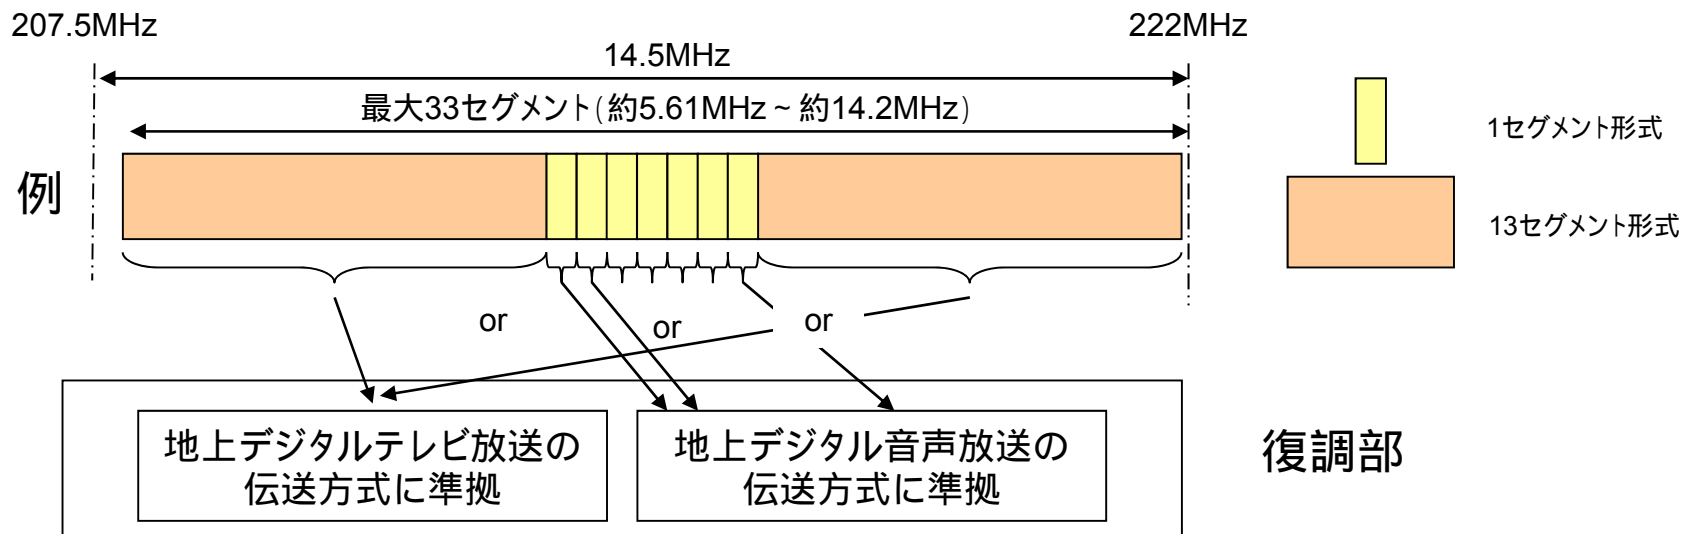 207.5MHz
222MHz
14.5MHz
最大33セグメント(約5.61MHz~約14.2MHz)
1セグメント形式
例
13セグメント形式
or
or
or
地上デジタルテレビ放送の
伝送方式に準拠
地上デジタル音声放送の
伝送方式に準拠
復調部